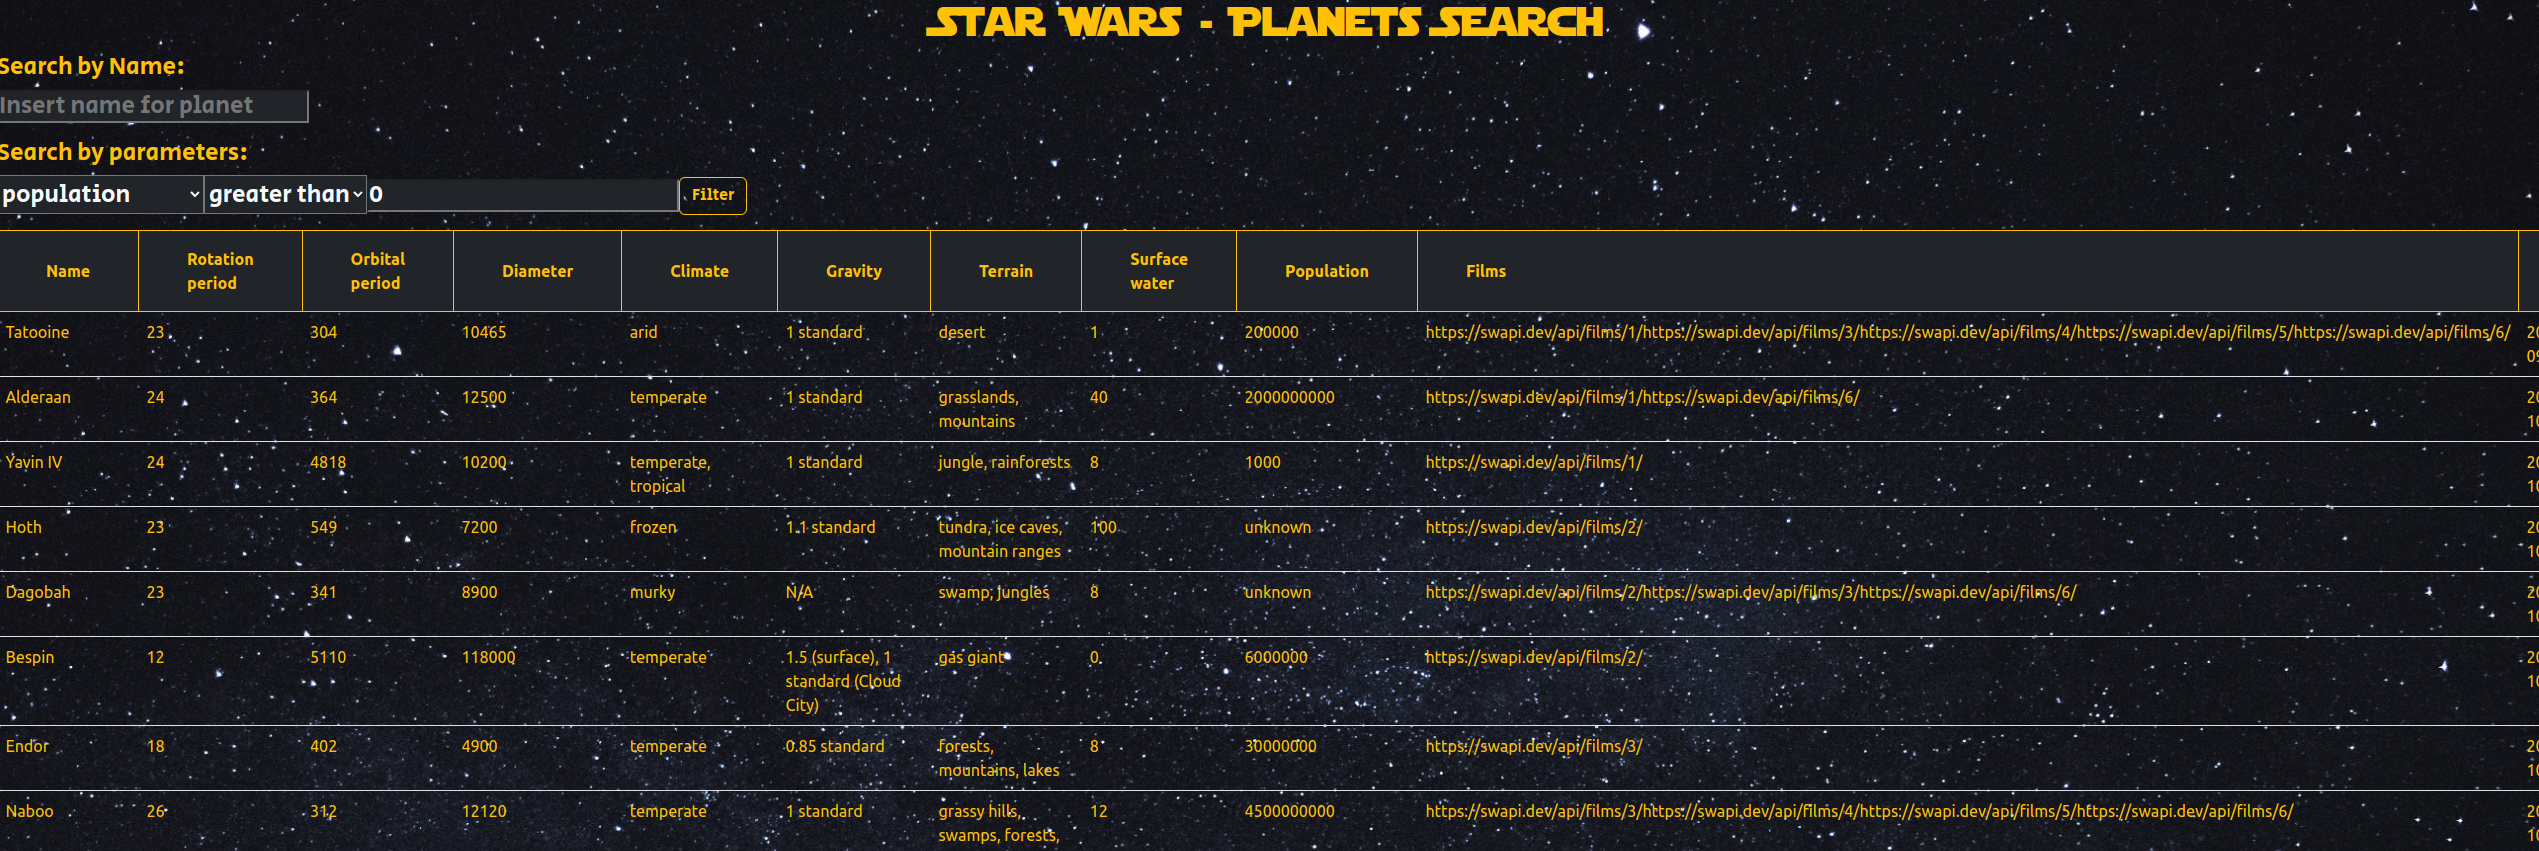 STAR WARS - PLANETS SEARCH
Search by Name:
Insert name for planet
Search by parameters:
population greater than 0 Filter
Name Rotation period Orbital period Diameter Climate Gravity Terrain Surface water Population Films
Tatooine 23 304 10465 arid 1 standard desert 1 200000 https://swapi.dev/api/films/1/https://swapi.dev/api/films/3/https://swapi.dev/api/films/4/https://swapi.dev/api/films/5/https://swapi.dev/api/films/6/
Alderaan 24 364 12500 temperate 1 standard grasslands, mountains 40 2000000000 https://swapi.dev/api/films/1/https://swapi.dev/api/films/6/
Yavin IV 24 4818 10200 temperate, tropical 1 standard jungle, rainforests 8 1000 https://swapi.dev/api/films/1/
Hoth 23 549 7200 frozen 1.1 standard tundra, ice caves, mountain ranges 100 unknown https://swapi.dev/api/films/2/
Dagobah 23 341 8900 murky N/A swamp, jungles 8 unknown https://swapi.dev/api/films/2/https://swapi.dev/api/films/3/https://swapi.dev/api/films/6/
Bespin 12 5110 118000 temperate 1.5 (surface), 1 standard (Cloud City) gas giant 0 6000000 https://swapi.dev/api/films/2/
Endor 18 402 4900 temperate 0.85 standard forests, mountains, lakes 8 30000000 https://swapi.dev/api/films/3/
Naboo 26 312 12120 temperate 1 standard grassy hills, swamps, forests, 12 4500000000 https://swapi.dev/api/films/3/https://swapi.dev/api/films/4/https://swapi.dev/api/films/5/https://swapi.dev/api/films/6/